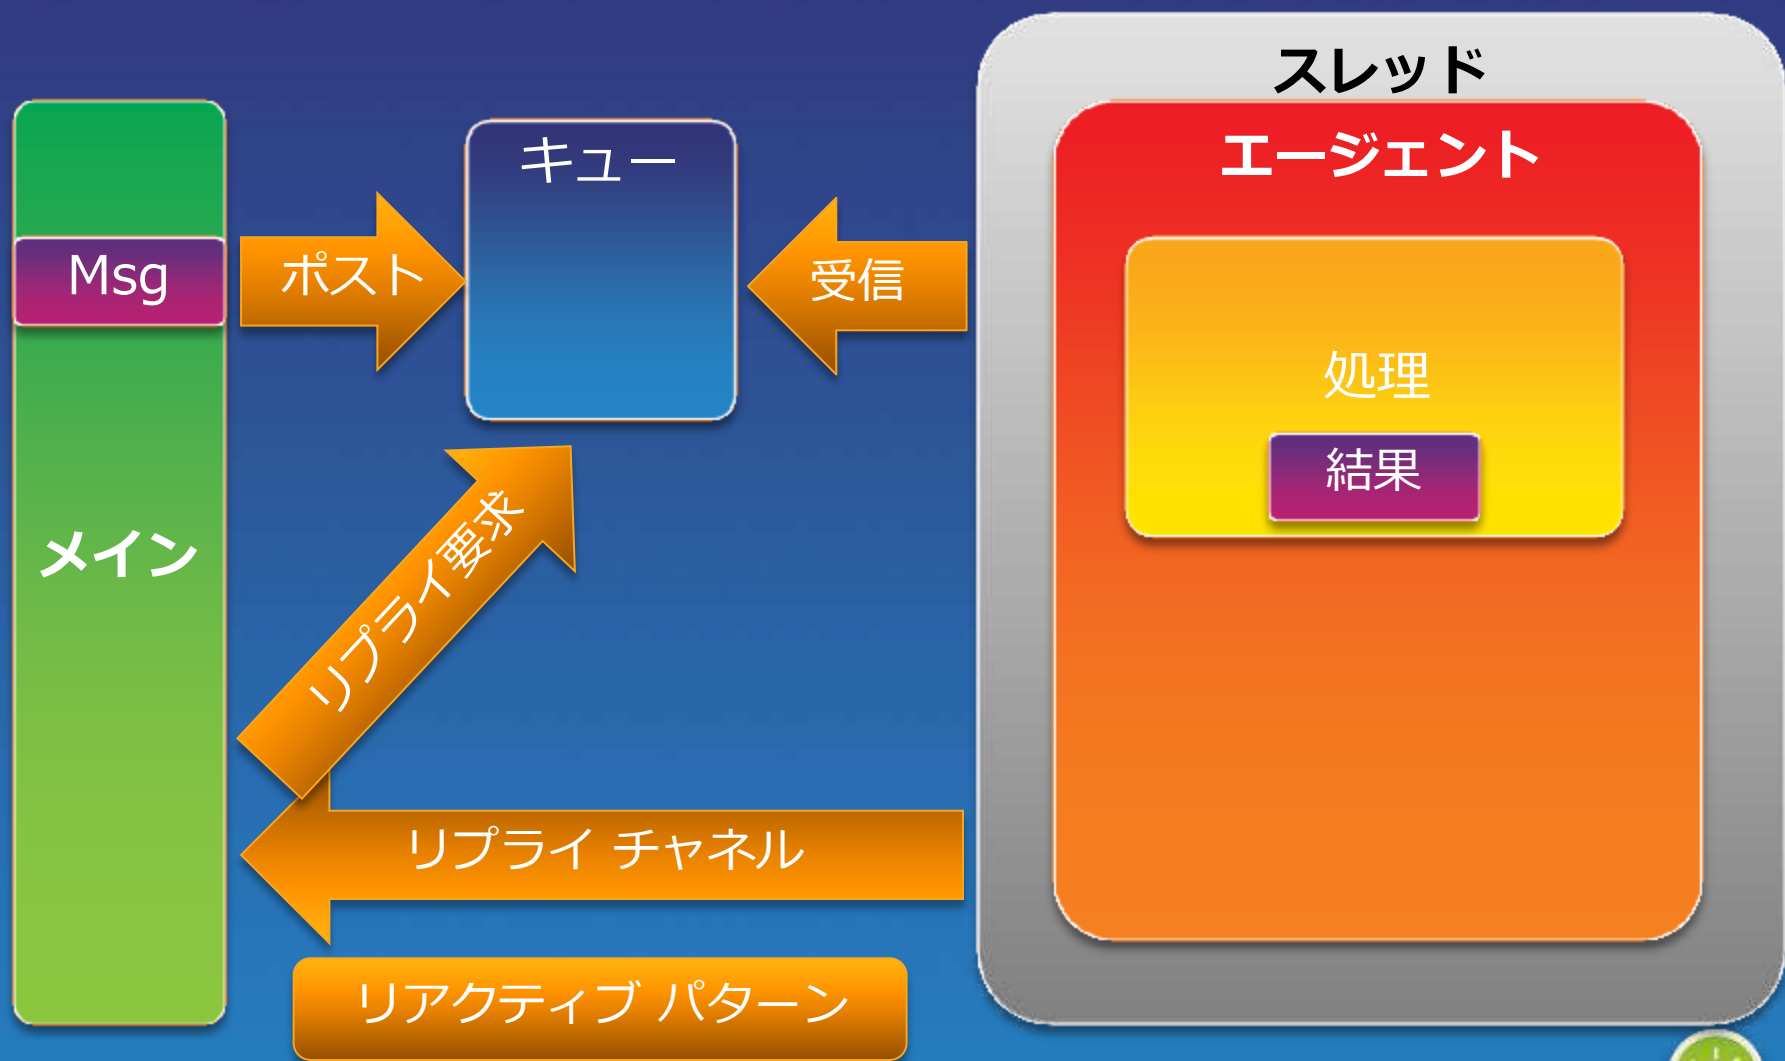 スレッド
エージェント
キュー
Msg
ポスト
受信
処理
結果
メイン
リプライ要求
リプライ チャネル
リアクティブ パターン